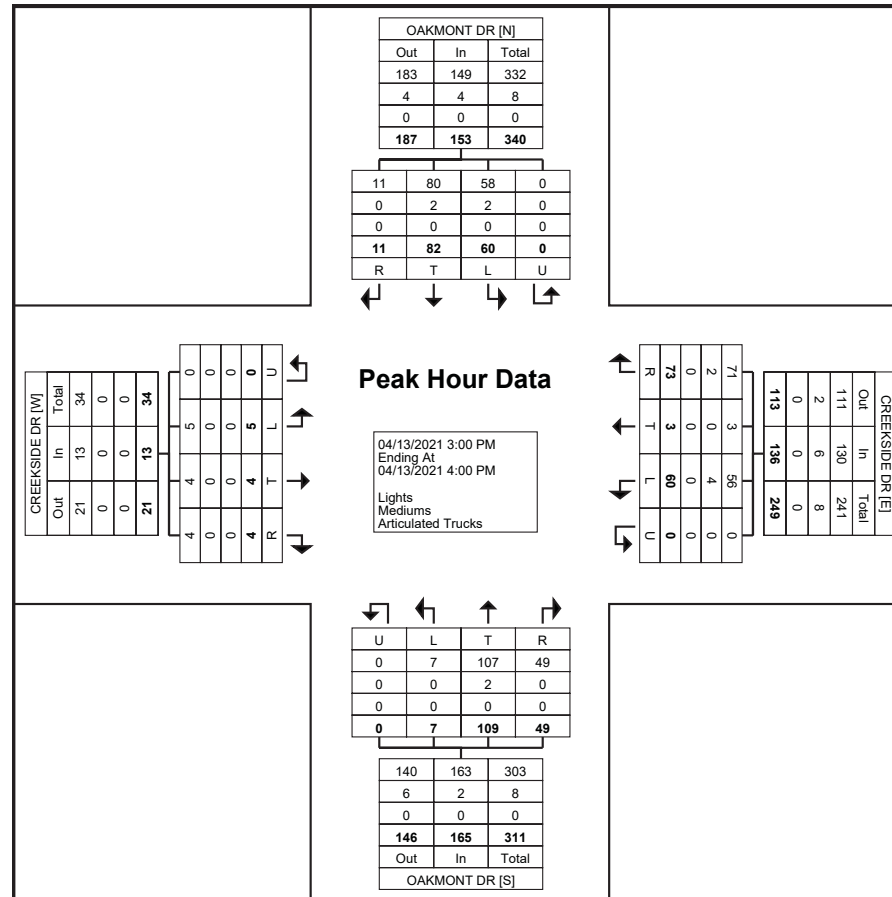 OAKMONT DR [N]
Out In Total
183 149 332
4 4 8
0 0 0
187 153 340
11 80 58 0
0 2 2 0
0 0 0 0
11 82 60 0
R T L U
CREEKSIDE DR [W]
Total In Out
34 13 21
0 0 0
0 0 0
34 13 21
0 5 4 4
0 0 0 0
0 0 0 0
0 5 4 4
U L T R
Peak Hour Data
04/13/2021 3:00 PM
Ending At
04/13/2021 4:00 PM
Lights
Mediums
Articulated Trucks
R T L U
73 3 60 0
0 0 0 0
2 0 4 0
71 3 56 0
113 136 249
0 0 0
2 6 8
111 130 241
Out In Total
CREEKSIDE DR [E]
U L T R
0 7 107 49
0 0 2 0
0 0 0 0
0 7 109 49
140 163 303
6 2 8
0 0 0
146 165 311
Out In Total
OAKMONT DR [S]